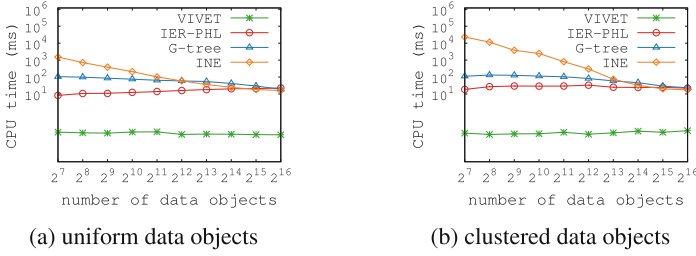 10^6
10^5
10^4
10^3
10^2
10^1
CPU time (ms)
VIVET
IER-PHL
G-tree
INE
2^7 2^8 2^9 2^10 2^11 2^12 2^13 2^14 2^15 2^16
number of data objects
(a) uniform data objects
10^6
10^5
10^4
10^3
10^2
10^1
CPU time (ms)
VIVET
IER-PHL
G-tree
INE
2^7 2^8 2^9 2^10 2^11 2^12 2^13 2^14 2^15 2^16
number of data objects
(b) clustered data objects